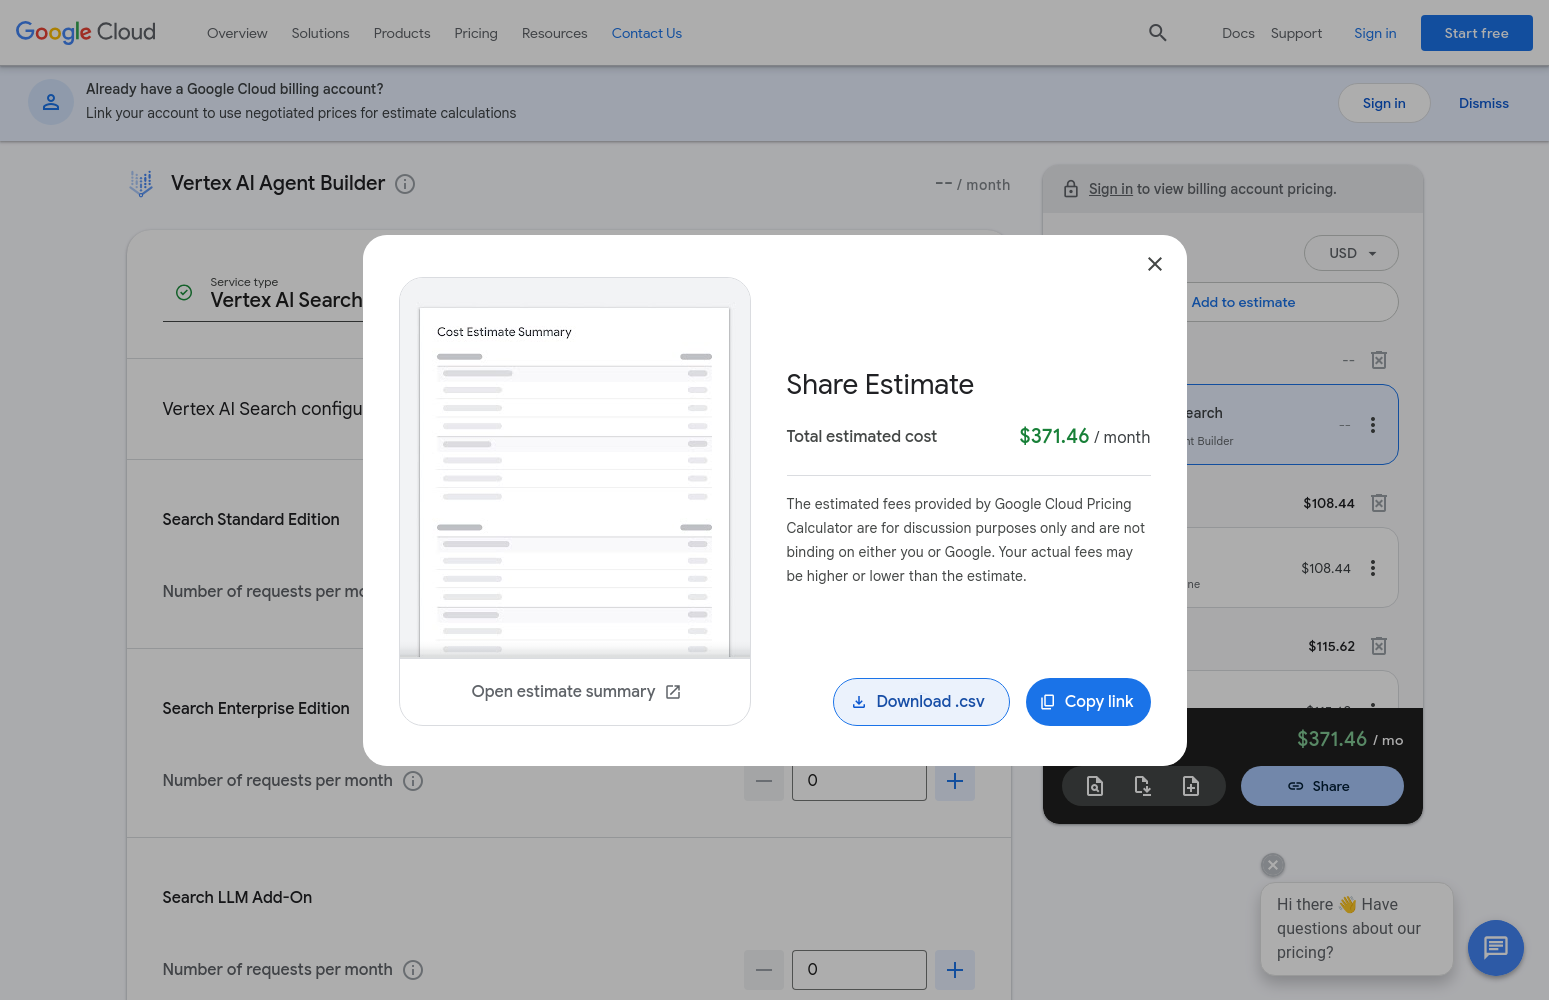 Google Cloud
Overview
Solutions
Products
Pricing
Resources
Contact Us
Docs
Support
Sign in
Start free
Already have a Google Cloud billing account?
Link your account to use negotiated prices for estimate calculations
Sign in
Dismiss
Vertex AI Agent Builder
-- / month
Sign in to view billing account pricing.
USD
Service type
Vertex AI Search
Add to estimate
--
Vertex AI Search configu
earch
--
nt Builder
Search Standard Edition
$108.44
Number of requests per mo
$108.44
ne
$115.62
Cost Estimate Summary
Open estimate summary
Share Estimate
Total estimated cost
$371.46 / month
The estimated fees provided by Google Cloud Pricing
Calculator are for discussion purposes only and are not
binding on either you or Google. Your actual fees may
be higher or lower than the estimate.
Download .csv
Copy link
Search Enterprise Edition
Number of requests per month
0
$371.46 / mo
Share
Search LLM Add-On
Number of requests per month
0
Hi there 👋 Have
questions about our
pricing?